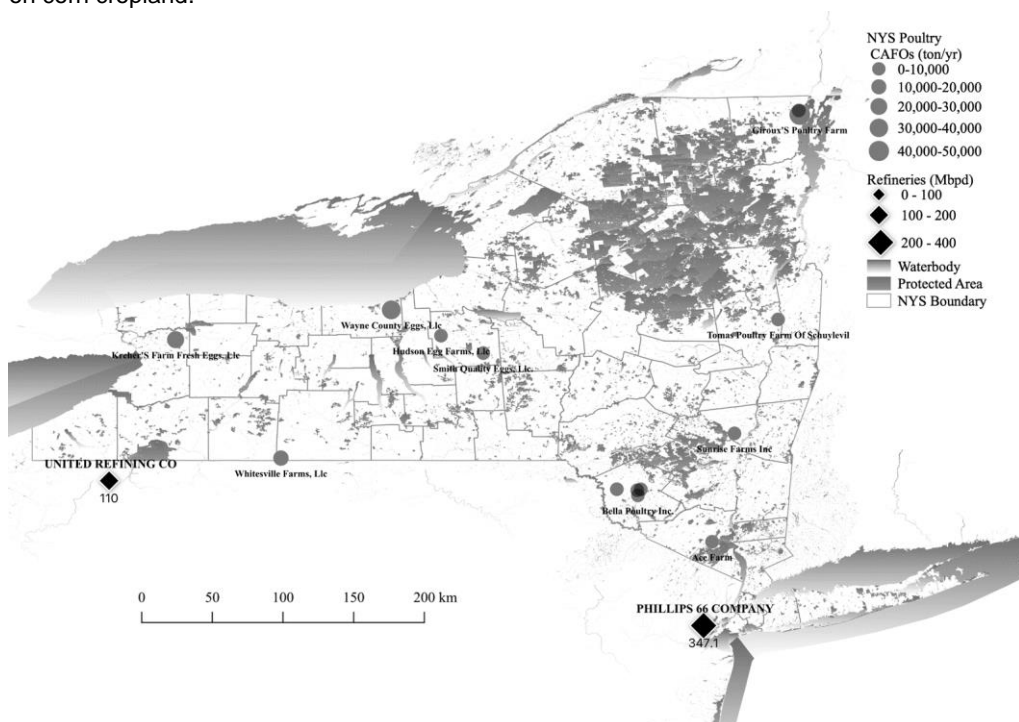 on corn cropland.
NYS Poultry
CAFOs (ton/yr)
0-10,000
10,000-20,000
20,000-30,000
30,000-40,000
40,000-50,000
Refineries (Mbpd)
0 - 100
100 - 200
200 - 400
Waterbody
Protected Area
NYS Boundary
Giroux'S Poultry Farm
Wayne County Eggs, Llc
Tomas Poultry Farm Of Schuylevil
Hudson Egg Farms, Llc
Kreher'S Farm Fresh Eggs, Llc
Smith Quality Eggs, Llc.
Sunrise Farms Inc
UNITED REFINING CO
110
Whitesville Farms, Llc
Bella Poultry Inc.
Ace Farm
0 50 100 150 200 km
PHILLIPS 66 COMPANY
347.1